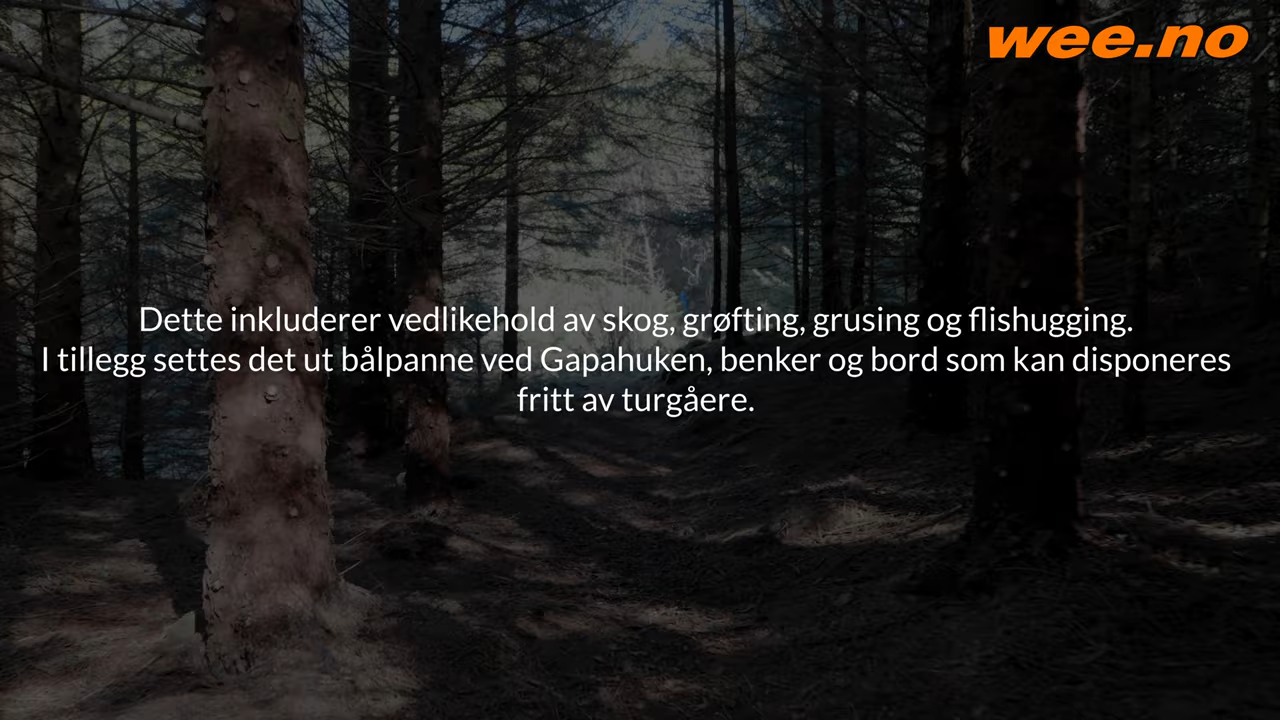 wee.no
Dette inkluderer vedlikehold av skog, grøfting, grusing og flishugging.
I tillegg settes det ut bålpanne ved Gapahuken, benker og bord som kan disponeres
fritt av turgåere.